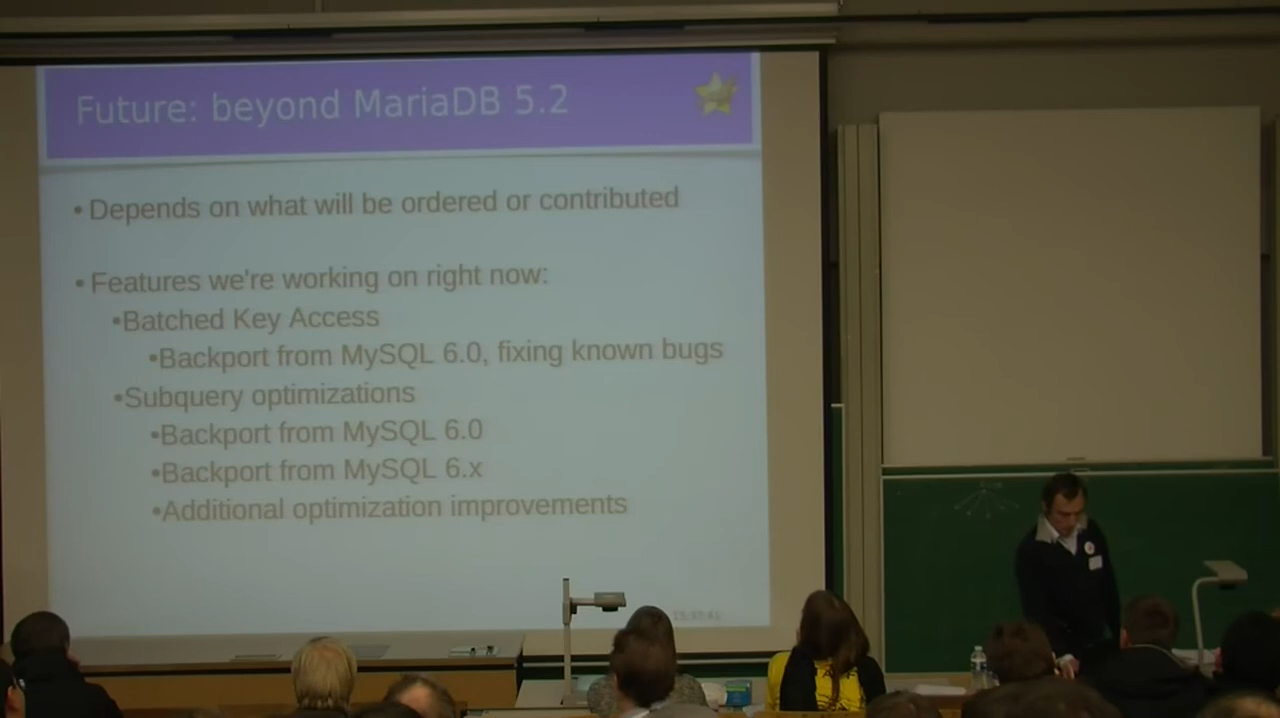 Future: beyond MariaDB 5.2
• Depends on what will be ordered or contributed
• Features we're working on right now:
•Batched Key Access
•Backport from MySQL 6.0, fixing known bugs
•Subquery optimizations
•Backport from MySQL 6.0
•Backport from MySQL 6.x
•Additional optimization improvements